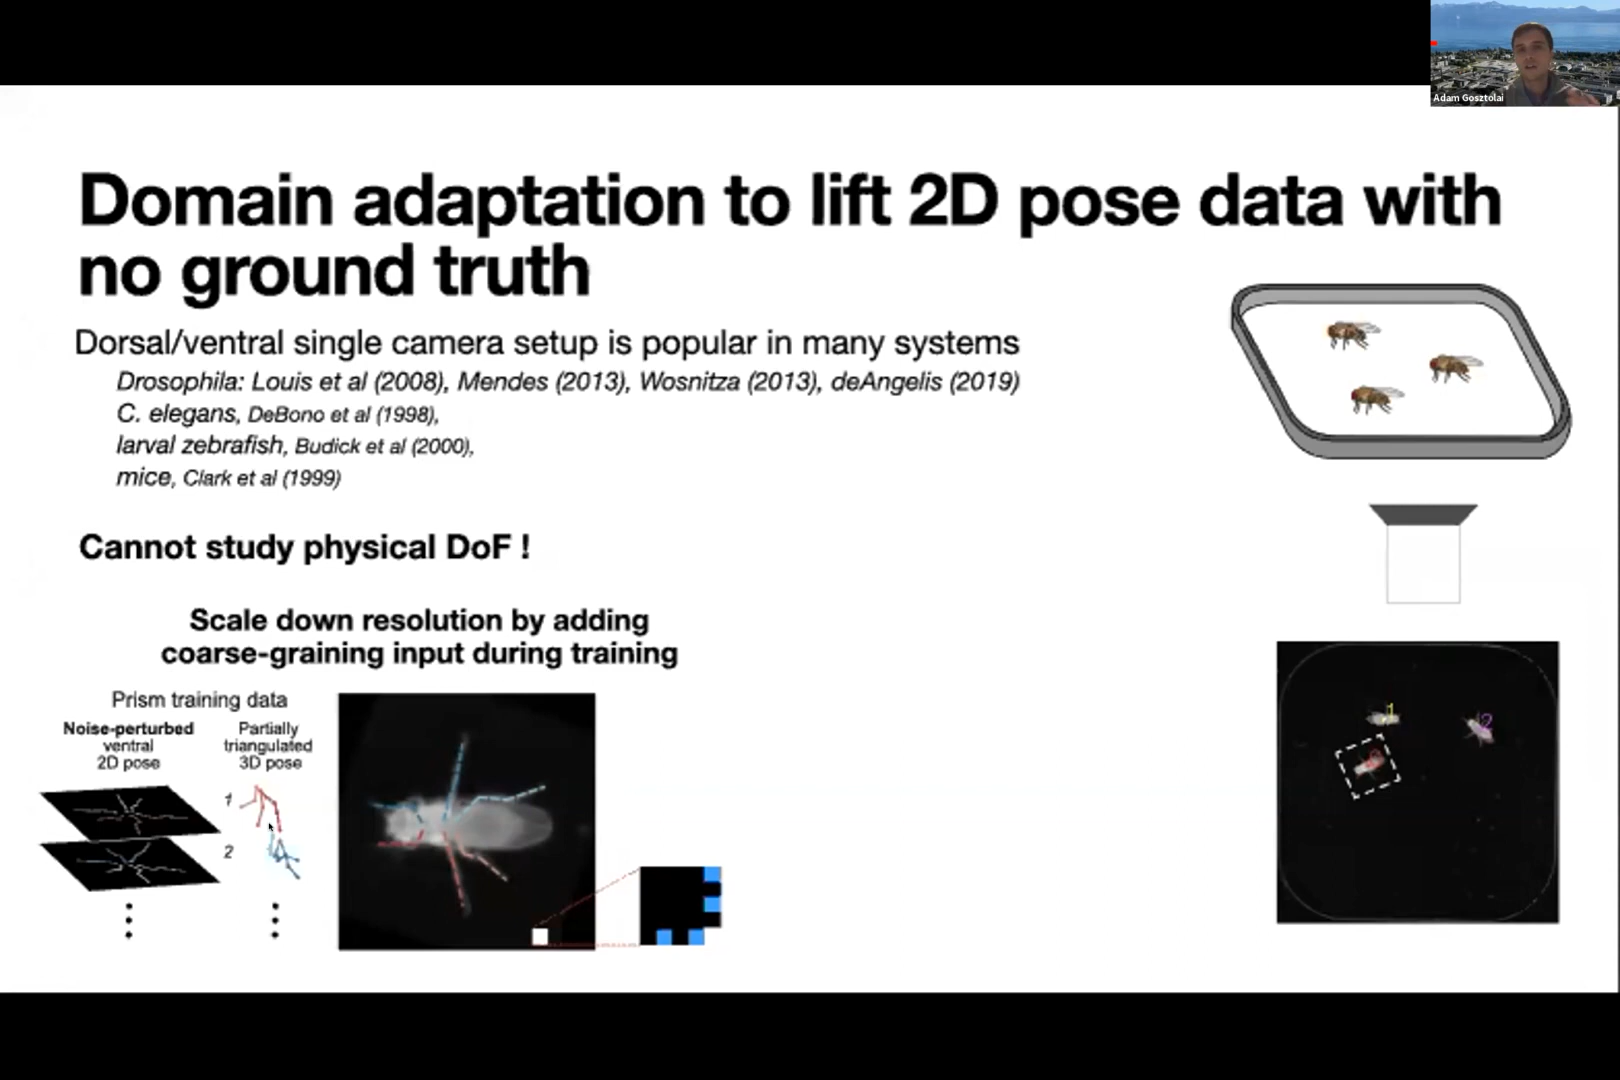 Adam Gosztolai
Domain adaptation to lift 2D pose data with
no ground truth
Dorsal/ventral single camera setup is popular in many systems
Drosophila: Louis et al (2008), Mendes (2013), Wosnitza (2013), deAngelis (2019)
C. elegans, DeBono et al (1998),
larval zebrafish, Budick et al (2000),
mice, Clark et al (1999)
Cannot study physical DoF !
Scale down resolution by adding
coarse-graining input during training
Prism training data
Noise-perturbed
ventral
2D pose
Partially
triangulated
3D pose
1
2
1
2